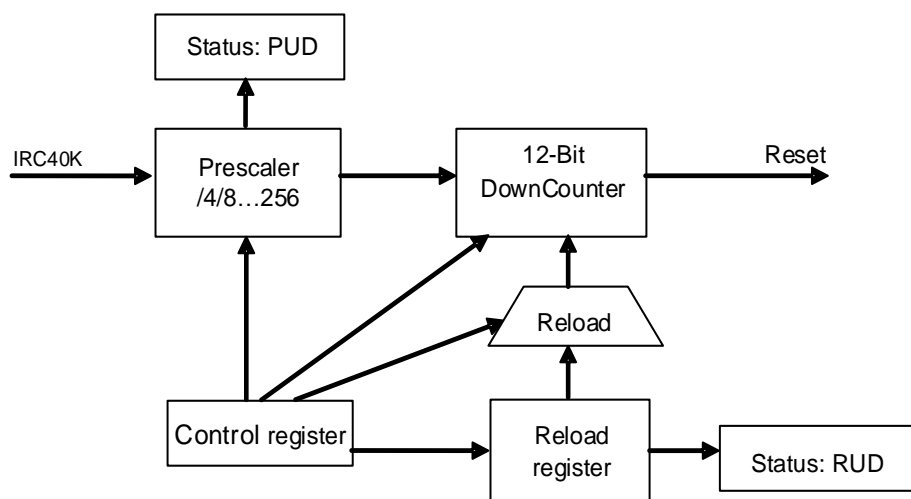 Status: PUD
IRC40K
Prescaler
/4/8…256
12-Bit
DownCounter
Reset
Reload
Control register
Reload
register
Status: RUD